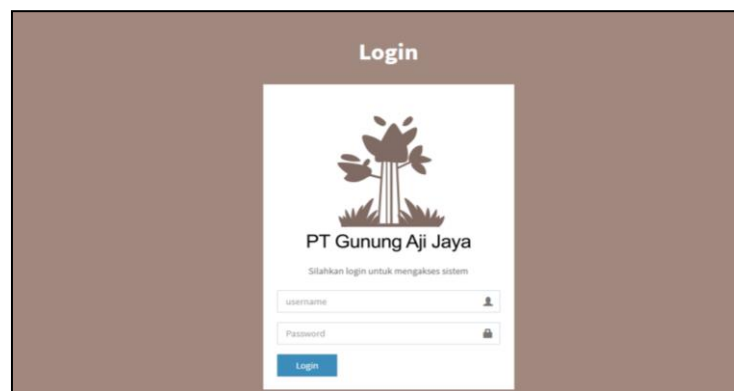 Login
PT Gunung Aji Jaya
Silahkan login untuk mengakses sistem
username
Password
Login